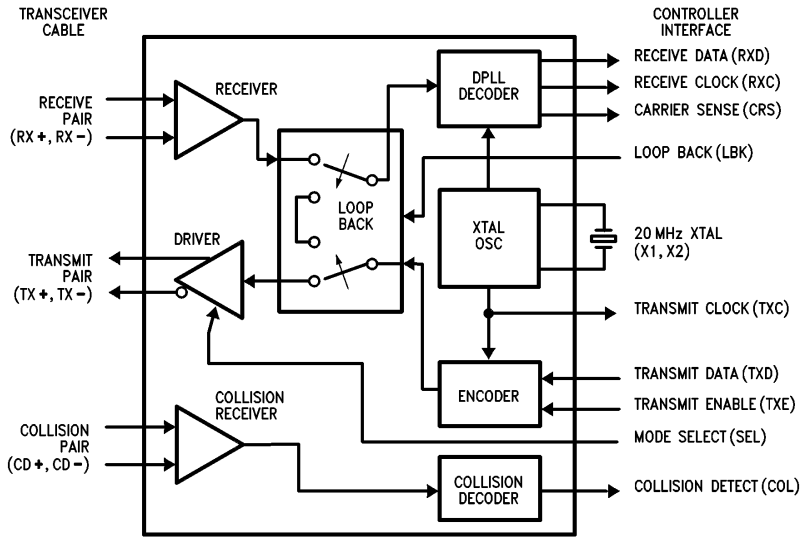 TRANSCEIVER
CABLE
CONTROLLER
INTERFACE
RECEIVE
PAIR
(RX+, RX-)
RECEIVER
DPLL
DECODER
RECEIVE DATA (RXD)
RECEIVE CLOCK (RXC)
CARRIER SENSE (CRS)
LOOP BACK (LBK)
LOOP
BACK
XTAL
OSC
20 MHz XTAL
(X1, X2)
TRANSMIT
PAIR
(TX+, TX-)
DRIVER
TRANSMIT CLOCK (TXC)
ENCODER
TRANSMIT DATA (TXD)
TRANSMIT ENABLE (TXE)
MODE SELECT (SEL)
COLLISION
PAIR
(CD+, CD-)
COLLISION
RECEIVER
COLLISION
DECODER
COLLISION DETECT (COL)